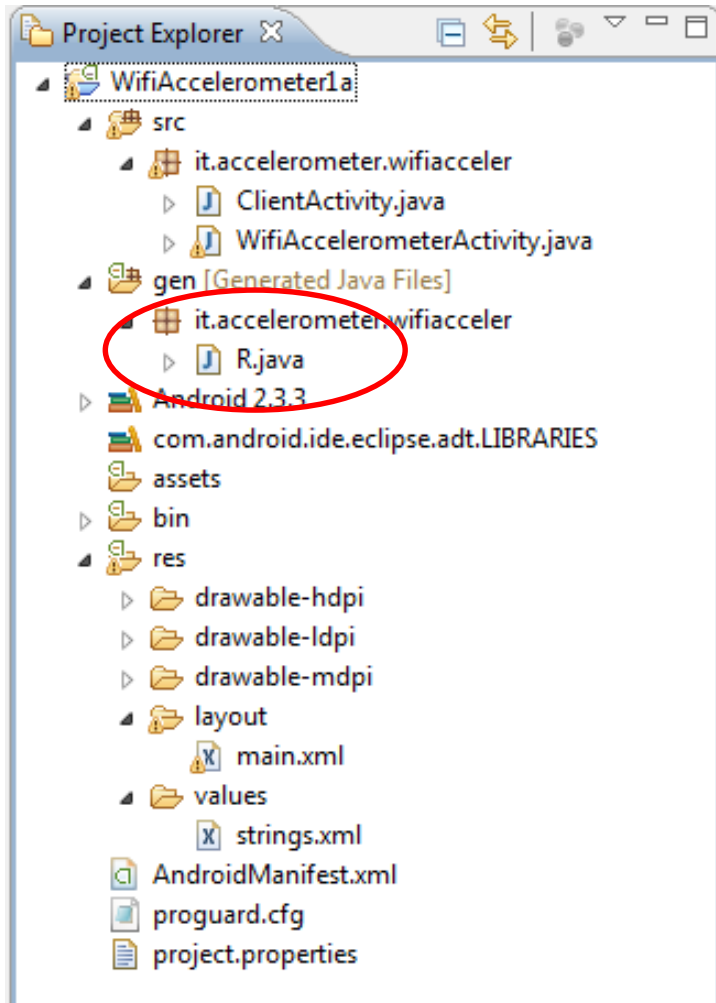 Project Explorer
WifiAccelerometer1a
src
it.accelerometer.wifiacceler
ClientActivity.java
WifiAccelerometerActivity.java
gen [Generated Java Files]
it.accelerometer.wifiacceler
R.java
Android 2.3.3
com.android.ide.eclipse.adt.LIBRARIES
assets
bin
res
drawable-hdpi
drawable-ldpi
drawable-mdpi
layout
main.xml
values
strings.xml
AndroidManifest.xml
proguard.cfg
project.properties